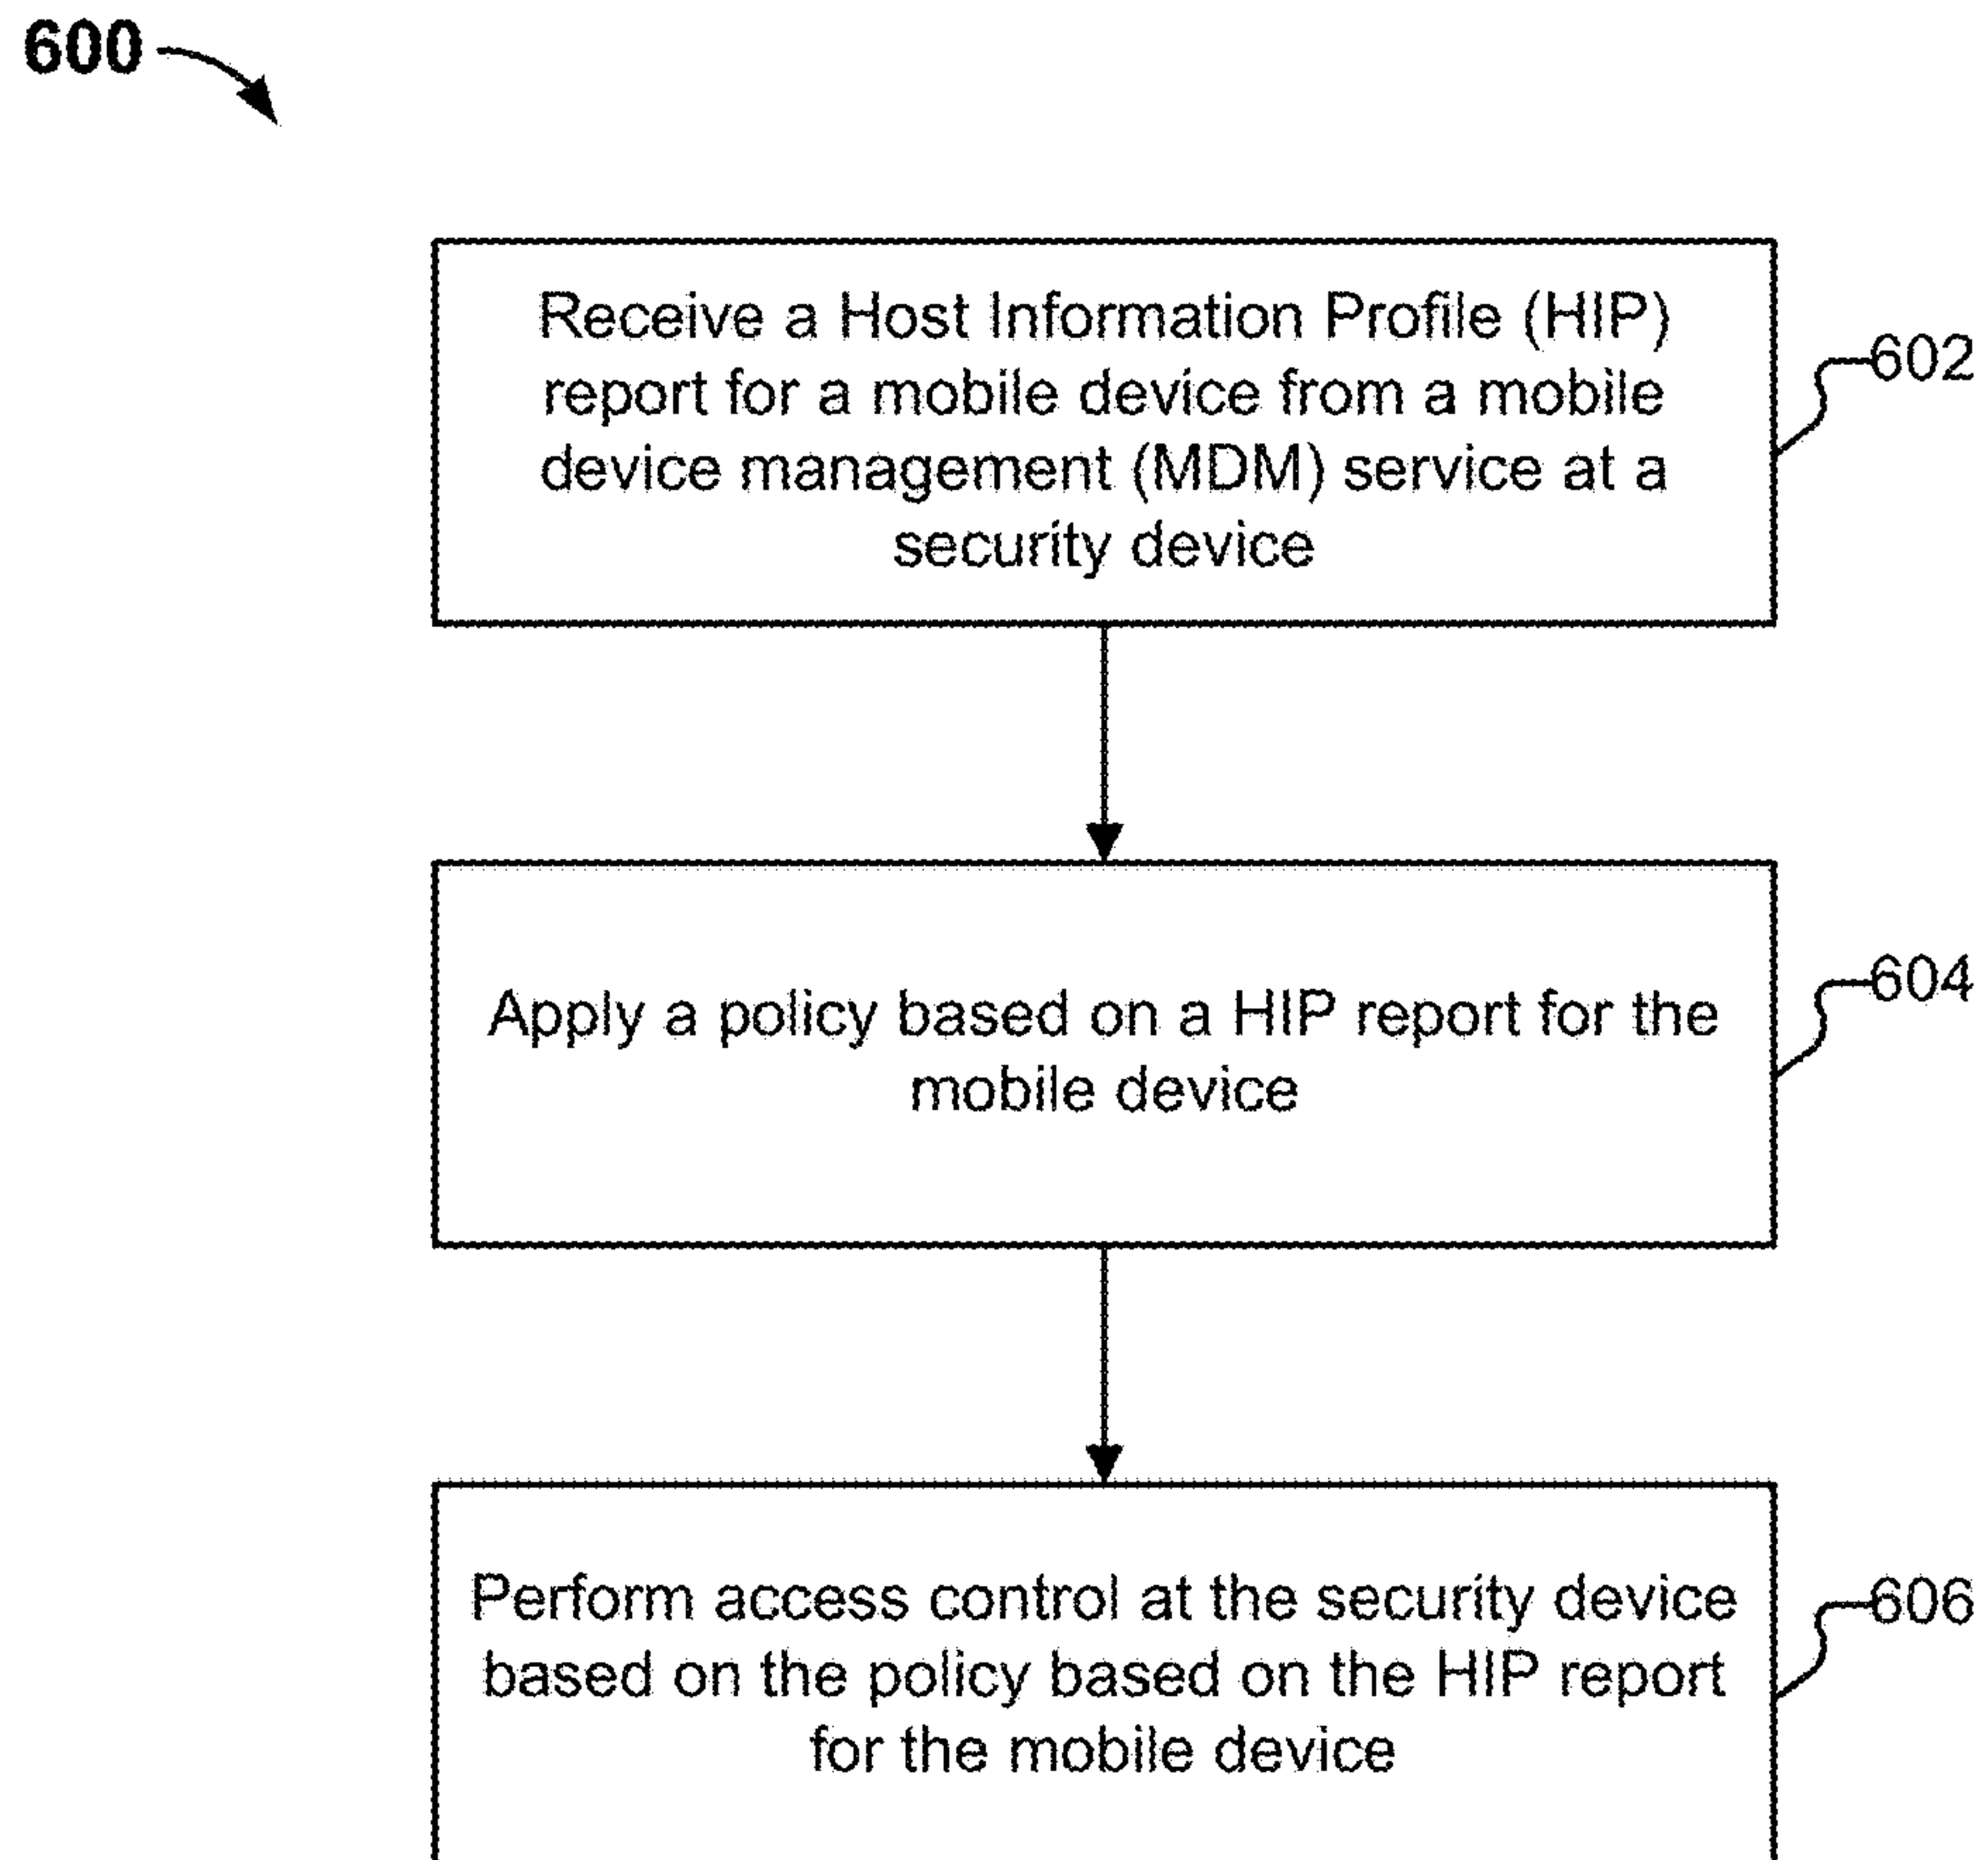 600
Receive a Host Information Profile (HIP)
report for a mobile device from a mobile
device management (MDM) service at a
security device
602
Apply a policy based on a HIP report for the
mobile device
604
Perform access control at the security device
based on the policy based on the HIP report
for the mobile device
606